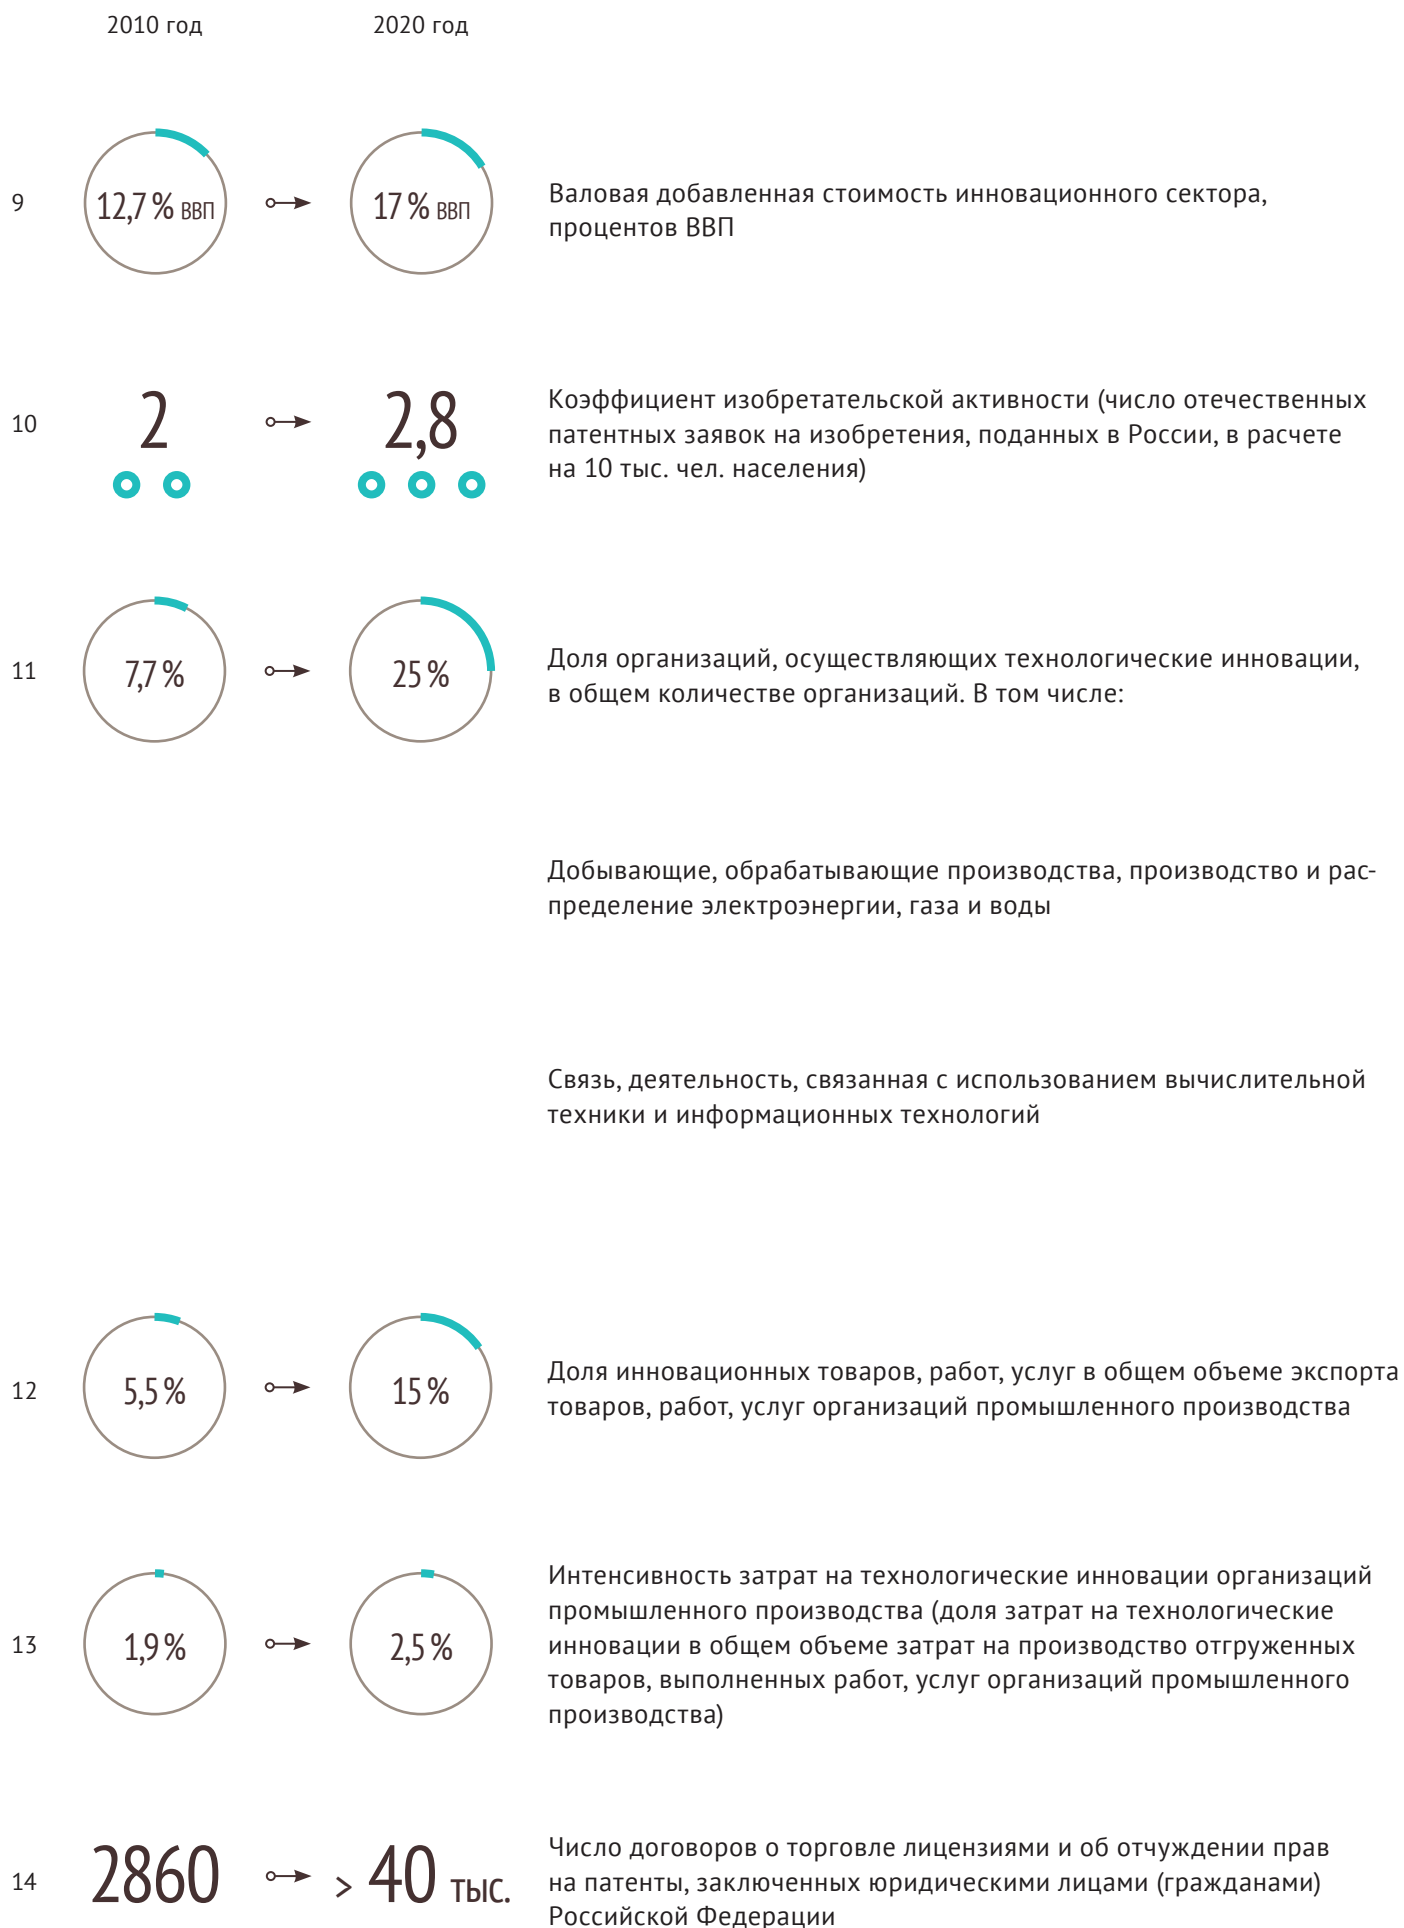 2010 год 2020 год
9 12,7 % ВВП 17 % ВВП
Валовая добавленная стоимость инновационного сектора,
процентов ВВП
10 2 2,8
Коэффициент изобретательской активности (число отечественных
патентных заявок на изобретения, поданных в России, в расчете
на 10 тыс. чел. населения)
11 7,7 % 25 %
Доля организаций, осуществляющих технологические инновации,
в общем количестве организаций. В том числе:
Добывающие, обрабатывающие производства, производство и рас-
пределение электроэнергии, газа и воды
Связь, деятельность, связанная с использованием вычислительной
техники и информационных технологий
12 5,5 % 15 %
Доля инновационных товаров, работ, услуг в общем объеме экспорта
товаров, работ, услуг организаций промышленного производства
13 1,9 % 2,5 %
Интенсивность затрат на технологические инновации организаций
промышленного производства (доля затрат на технологические
инновации в общем объеме затрат на производство отгруженных
товаров, выполненных работ, услуг организаций промышленного
производства)
14 2860 > 40 тыс.
Число договоров о торговле лицензиями и об отчуждении прав
на патенты, заключенных юридическими лицами (гражданами)
Российской Федерации